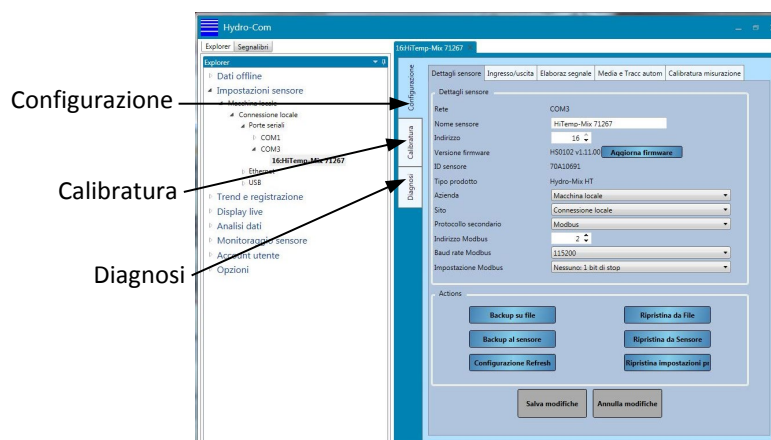 Hydro-Com
Explorer Segnalibri
16:HiTemp-Mix 71267
Explorer
Dati offline
Impostazioni sensore
Macchina locale
Connessione locale
Porte seriali
COM1
COM3
16:HiTemp-Mix 71267
Ethernet
USB
Trend e registrazione
Display live
Analisi dati
Monitoraggio sensore
Account utente
Opzioni
Configurazione
Calibratura
Diagnosi
Configurazione
Calibratura
Diagnosi
Dettagli sensore Ingresso/uscita Elaboraz segnale Media e Tracc autom Calibratura misurazione
Dettagli sensore
Rete COM3
Nome sensore HiTemp-Mix 71267
Indirizzo 16
Versione firmware HS0102 v1.11.00 Aggiorna firmware
ID sensore 70A10691
Tipo prodotto Hydro-Mix HT
Azienda Macchina locale
Sito Connessione locale
Protocollo secondario Modbus
Indirizzo Modbus 2
Baud rate Modbus 115200
Impostazione Modbus Nessuno: 1 bit di stop
Actions
Backup su file Ripristina da File
Backup al sensore Ripristina da Sensore
Configurazione Refresh Ripristina impostazioni pr
Salva modifiche Annulla modifiche